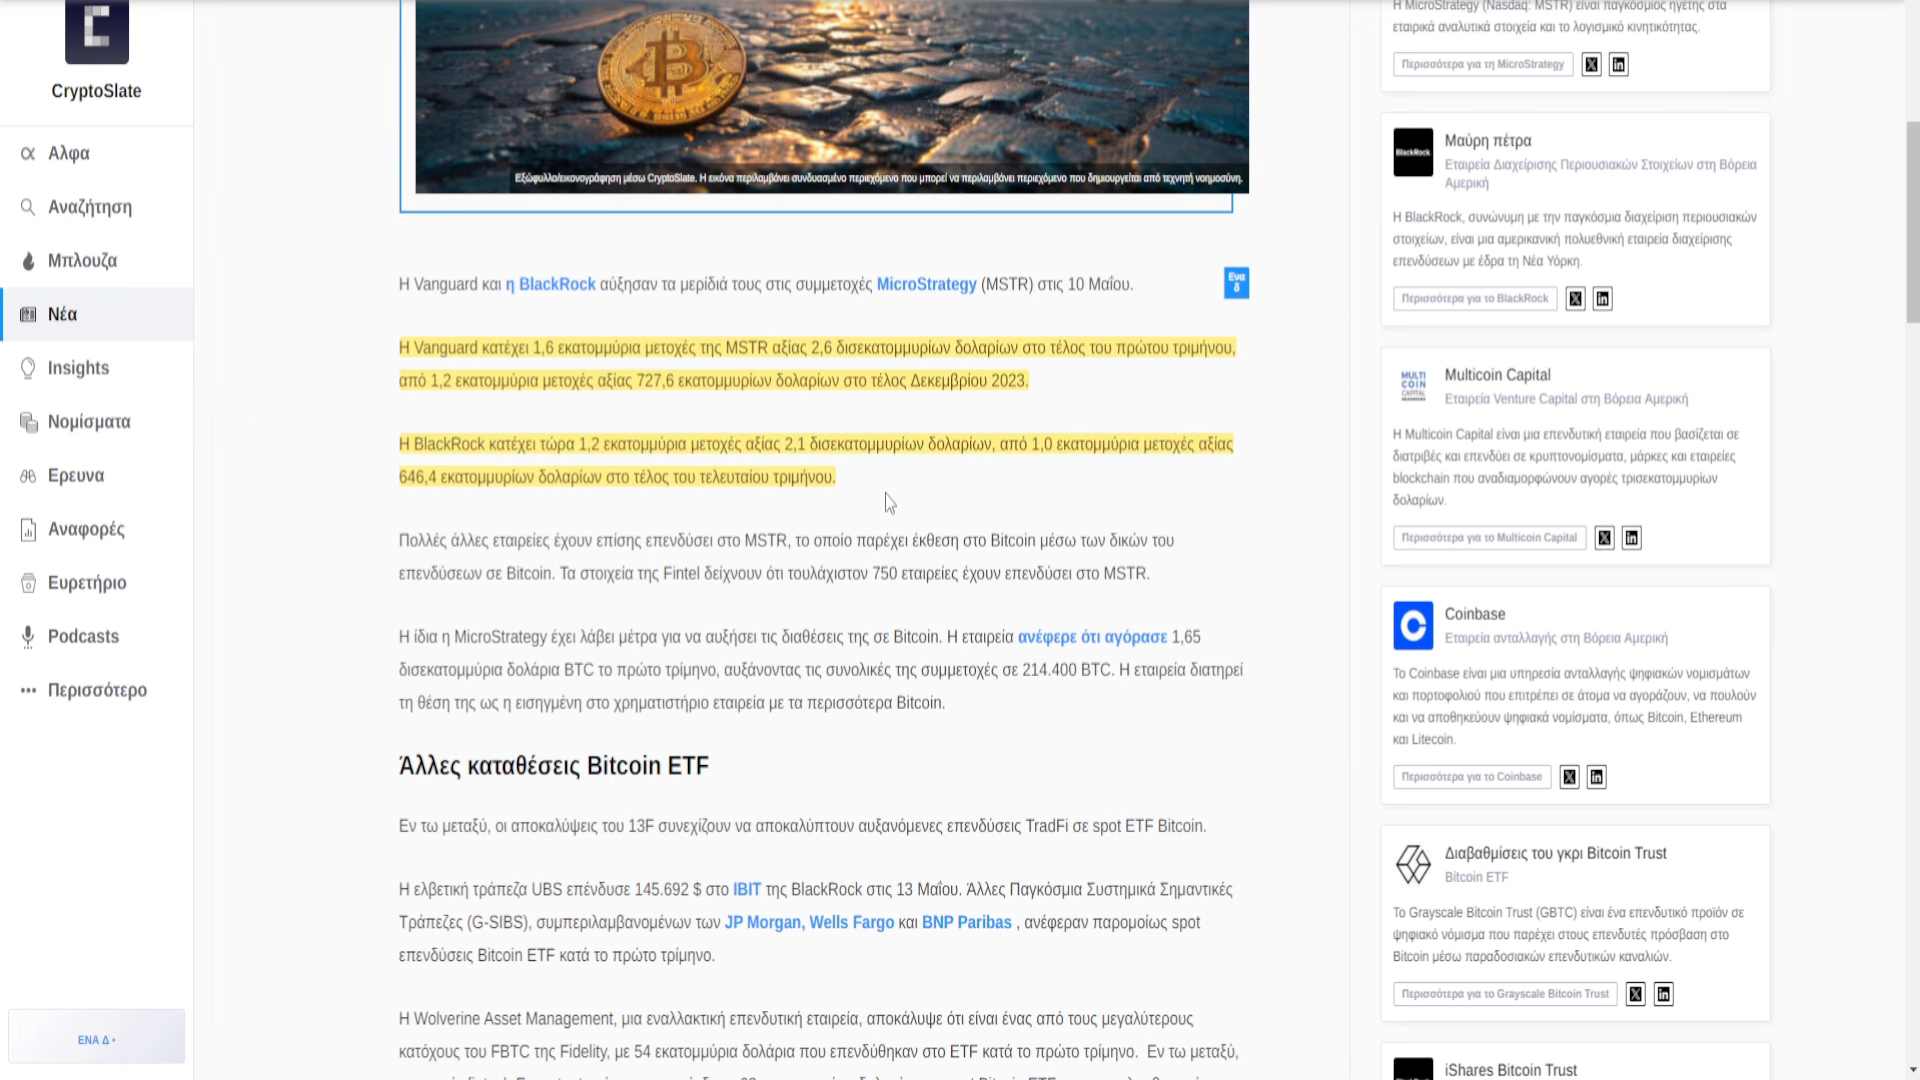 CryptoSlate
Αλφα
Αναζήτηση
Μπλουζα
Νέα
Insights
Νομίσματα
Ερευνα
Αναφορές
Ευρετήριο
Podcasts
Περισσότερο
ΕΝΑ Δ
Εξώφυλλο/εικονογράφηση μέσω CryptoSlate. Η εικόνα περιλαμβάνει συνδυασμένο περιεχόμενο που μπορεί να περιλαμβάνει περιεχόμενο που δημιουργείται από τεχνητή νοημοσύνη.
Η Vanguard και η BlackRock αύξησαν τα μερίδιά τους στις συμμετοχές MicroStrategy (MSTR) στις 10 Μαΐου.
Ενα
δ
Η Vanguard κατέχει 1,6 εκατομμύρια μετοχές της MSTR αξίας 2,6 δισεκατομμυρίων δολαρίων στο τέλος του πρώτου τριμήνου,
από 1,2 εκατομμύρια μετοχές αξίας 727,6 εκατομμυρίων δολαρίων στο τέλος Δεκεμβρίου 2023.
Η BlackRock κατέχει τώρα 1,2 εκατομμύρια μετοχές αξίας 2,1 δισεκατομμυρίων δολαρίων, από 1,0 εκατομμύρια μετοχές αξίας
646,4 εκατομμυρίων δολαρίων στο τέλος του τελευταίου τριμήνου.
Πολλές άλλες εταιρείες έχουν επίσης επενδύσει στο MSTR, το οποίο παρέχει έκθεση στο Bitcoin μέσω των δικών του
επενδύσεων σε Bitcoin. Τα στοιχεία της Fintel δείχνουν ότι τουλάχιστον 750 εταιρείες έχουν επενδύσει στο MSTR.
Η ίδια η MicroStrategy έχει λάβει μέτρα για να αυξήσει τις διαθέσεις της σε Bitcoin. Η εταιρεία ανέφερε ότι αγόρασε 1,65
δισεκατομμύρια δολάρια BTC το πρώτο τρίμηνο, αυξάνοντας τις συνολικές της συμμετοχές σε 214.400 BTC. Η εταιρεία διατηρεί
τη θέση της ως η εισηγμένη στο χρηματιστήριο εταιρεία με τα περισσότερα Bitcoin.
Άλλες καταθέσεις Bitcoin ETF
Εν τω μεταξύ, οι αποκαλύψεις του 13F συνεχίζουν να αποκαλύπτουν αυξανόμενες επενδύσεις TradFi σε spot ETF Bitcoin.
Η ελβετική τράπεζα UBS επένδυσε 145.692 $ στο IBIT της BlackRock στις 13 Μαΐου. Άλλες Παγκόσμια Συστημικά Σημαντικές
Τράπεζες (G-SIBS), συμπεριλαμβανομένων των JP Morgan, Wells Fargo και BNP Paribas , ανέφεραν παρομοίως spot
επενδύσεις Bitcoin ETF κατά το πρώτο τρίμηνο.
Η Wolverine Asset Management, μια εναλλακτική επενδυτική εταιρεία, αποκάλυψε ότι είναι ένας από τους μεγαλύτερους
κατόχους του FBTC της Fidelity, με 54 εκατομμύρια δολάρια που επενδύθηκαν στο ETF κατά το πρώτο τρίμηνο. Εν τω μεταξύ,
Η MicroStrategy (Nasdaq: MSTR) είναι παγκόσμιος ηγέτης στα
εταιρικά αναλυτικά στοιχεία και το λογισμικό κινητικότητας.
Περισσότερα για τη MicroStrategy
BlackRock
Μαύρη πέτρα
Εταιρεία Διαχείρισης Περιουσιακών Στοιχείων στη Βόρεια
Αμερική
Η BlackRock, συνώνυμη με την παγκόσμια διαχείριση περιουσιακών
στοιχείων, είναι μια αμερικανική πολυεθνική εταιρεία διαχείρισης
επενδύσεων με έδρα τη Νέα Υόρκη.
Περισσότερα για το BlackRock
MULTI
COIN
CAPITAL
Multicoin Capital
Εταιρεία Venture Capital στη Βόρεια Αμερική
Η Multicoin Capital είναι μια επενδυτική εταιρεία που βασίζεται σε
διατριβές και επενδύει σε κρυπτονομίσματα, μάρκες και εταιρείες
blockchain που αναδιαμορφώνουν αγορές τρισεκατομμυρίων
δολαρίων.
Περισσότερα για το Multicoin Capital
Coinbase
Εταιρεία ανταλλαγής στη Βόρεια Αμερική
Το Coinbase είναι μια υπηρεσία ανταλλαγής ψηφιακών νομισμάτων
και πορτοφολιού που επιτρέπει σε άτομα να αγοράζουν, να πουλούν
και να αποθηκεύουν ψηφιακά νομίσματα, όπως Bitcoin, Ethereum
και Litecoin.
Περισσότερα για το Coinbase
Διαβαθμίσεις του γκρι Bitcoin Trust
Bitcoin ETF
Το Grayscale Bitcoin Trust (GBTC) είναι ένα επενδυτικό προϊόν σε
ψηφιακό νόμισμα που παρέχει στους επενδυτές πρόσβαση στο
Bitcoin μέσω παραδοσιακών επενδυτικών καναλιών.
Περισσότερα για το Grayscale Bitcoin Trust
iShares Bitcoin Trust